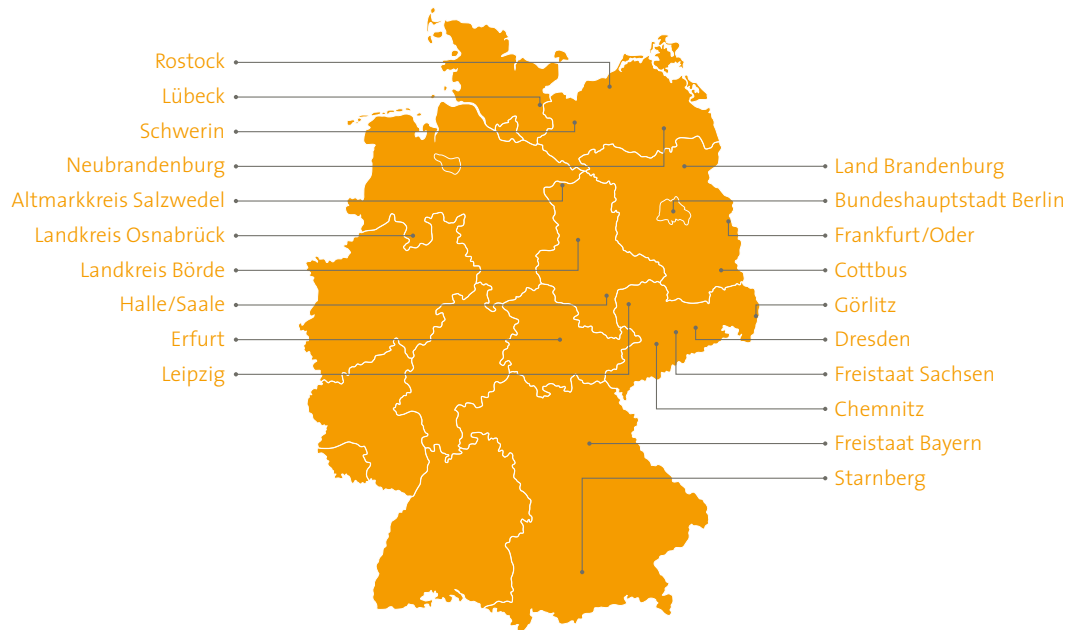 Rostock
Lübeck
Schwerin
Neubrandenburg
Altmarkkreis Salzwedel
Landkreis Osnabrück
Landkreis Börde
Halle/Saale
Erfurt
Leipzig
Land Brandenburg
Bundeshauptstadt Berlin
Frankfurt/Oder
Cottbus
Görlitz
Dresden
Freistaat Sachsen
Chemnitz
Freistaat Bayern
Starnberg